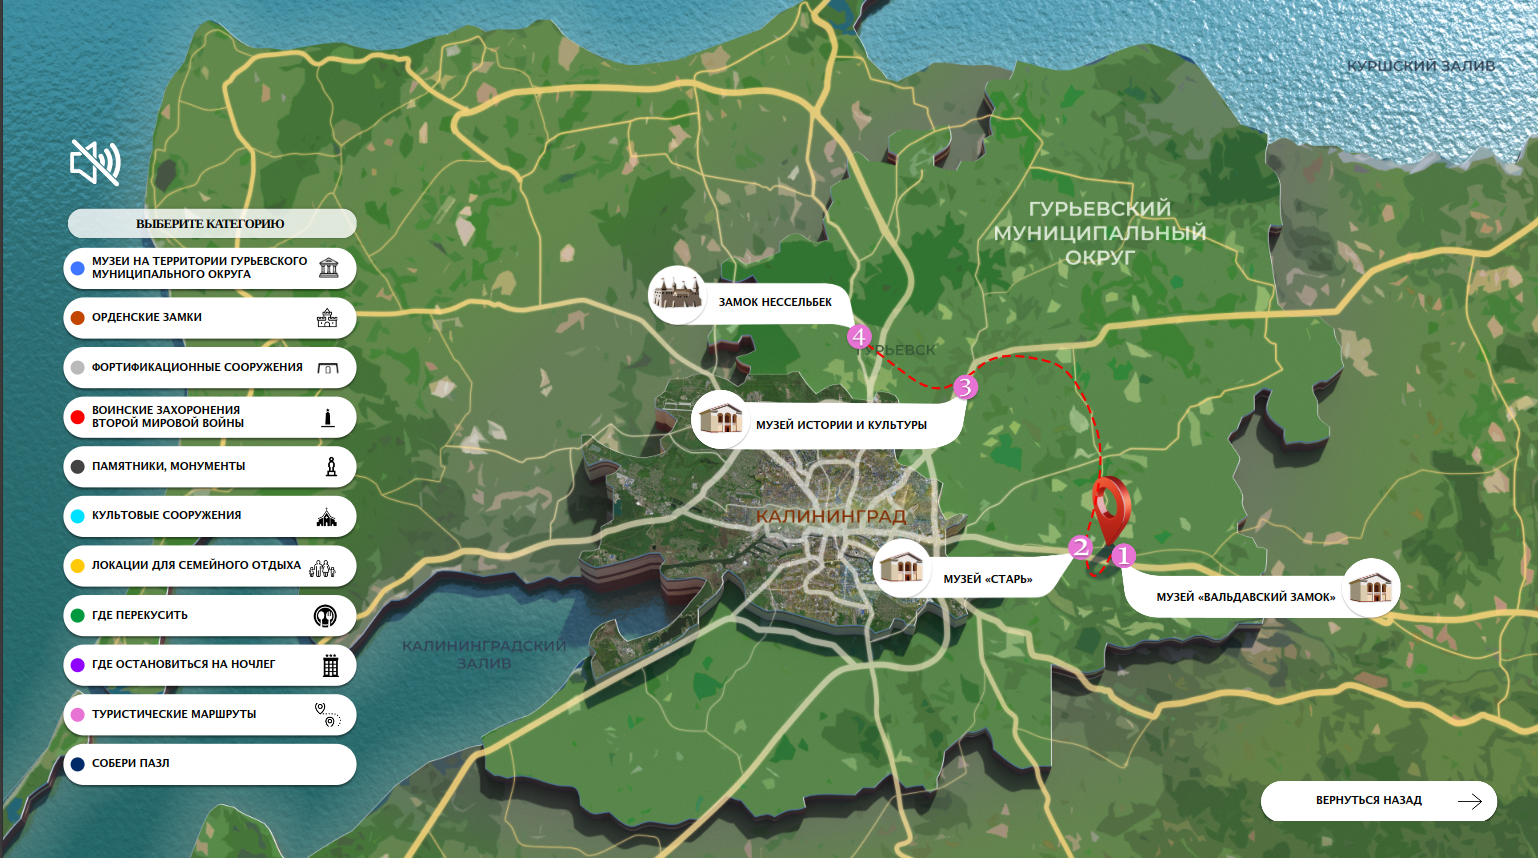 КУРШСКИЙ ЗАЛИВ
ВЫБЕРИТЕ КАТЕГОРИЮ
МУЗЕИ НА ТЕРРИТОРИИ ГУРЬЕВСКОГО
МУНИЦИПАЛЬНОГО ОКРУГА
ОРДЕНСКИЕ ЗАМКИ
ФОРТИФИКАЦИОННЫЕ СООРУЖЕНИЯ
ВОИНСКИЕ ЗАХОРОНЕНИЯ
ВТОРОЙ МИРОВОЙ ВОЙНЫ
ПАМЯТНИКИ, МОНУМЕНТЫ
КУЛЬТОВЫЕ СООРУЖЕНИЯ
ЛОКАЦИИ ДЛЯ СЕМЕЙНОГО ОТДЫХА
ГДЕ ПЕРЕКУСИТЬ
ГДЕ ОСТАНОВИТЬСЯ НА НОЧЛЕГ
ТУРИСТИЧЕСКИЕ МАРШРУТЫ
СОБЕРИ ПАЗЛ
ГУРЬЕВСКИЙ
МУНИЦИПАЛЬНЫЙ
ОКРУГ
ЗАМОК НЕССЕЛЬБЕК
4
ГУРЬЕВСК
3
МУЗЕЙ ИСТОРИИ И КУЛЬТУРЫ
КАЛИНИНГРАД
2
1
МУЗЕЙ «СТАРЬ»
МУЗЕЙ «ВАЛЬДАВСКИЙ ЗАМОК»
КАЛИНИНГРАДСКИЙ
ЗАЛИВ
ВЕРНУТЬСЯ НАЗАД